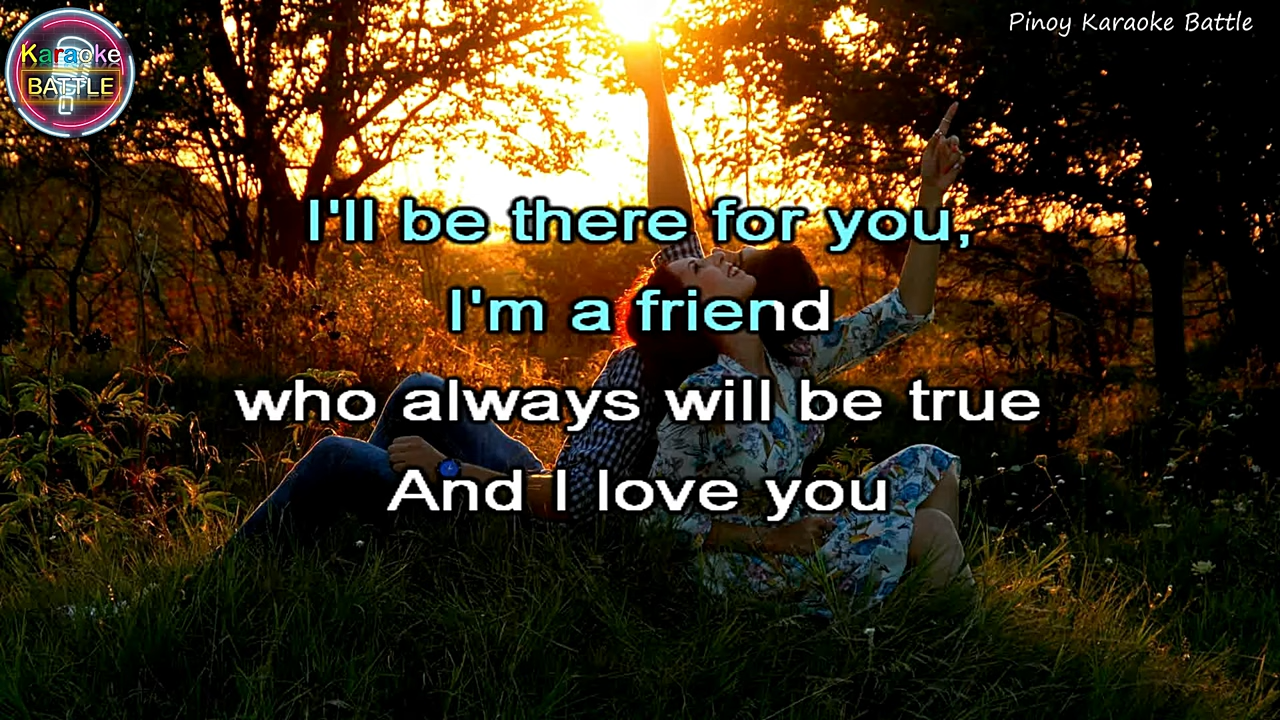 Karaoke
BATTLE
Pinoy Karaoke Battle
I'll be there for you,
I'm a friend
who always will be true
And I love you